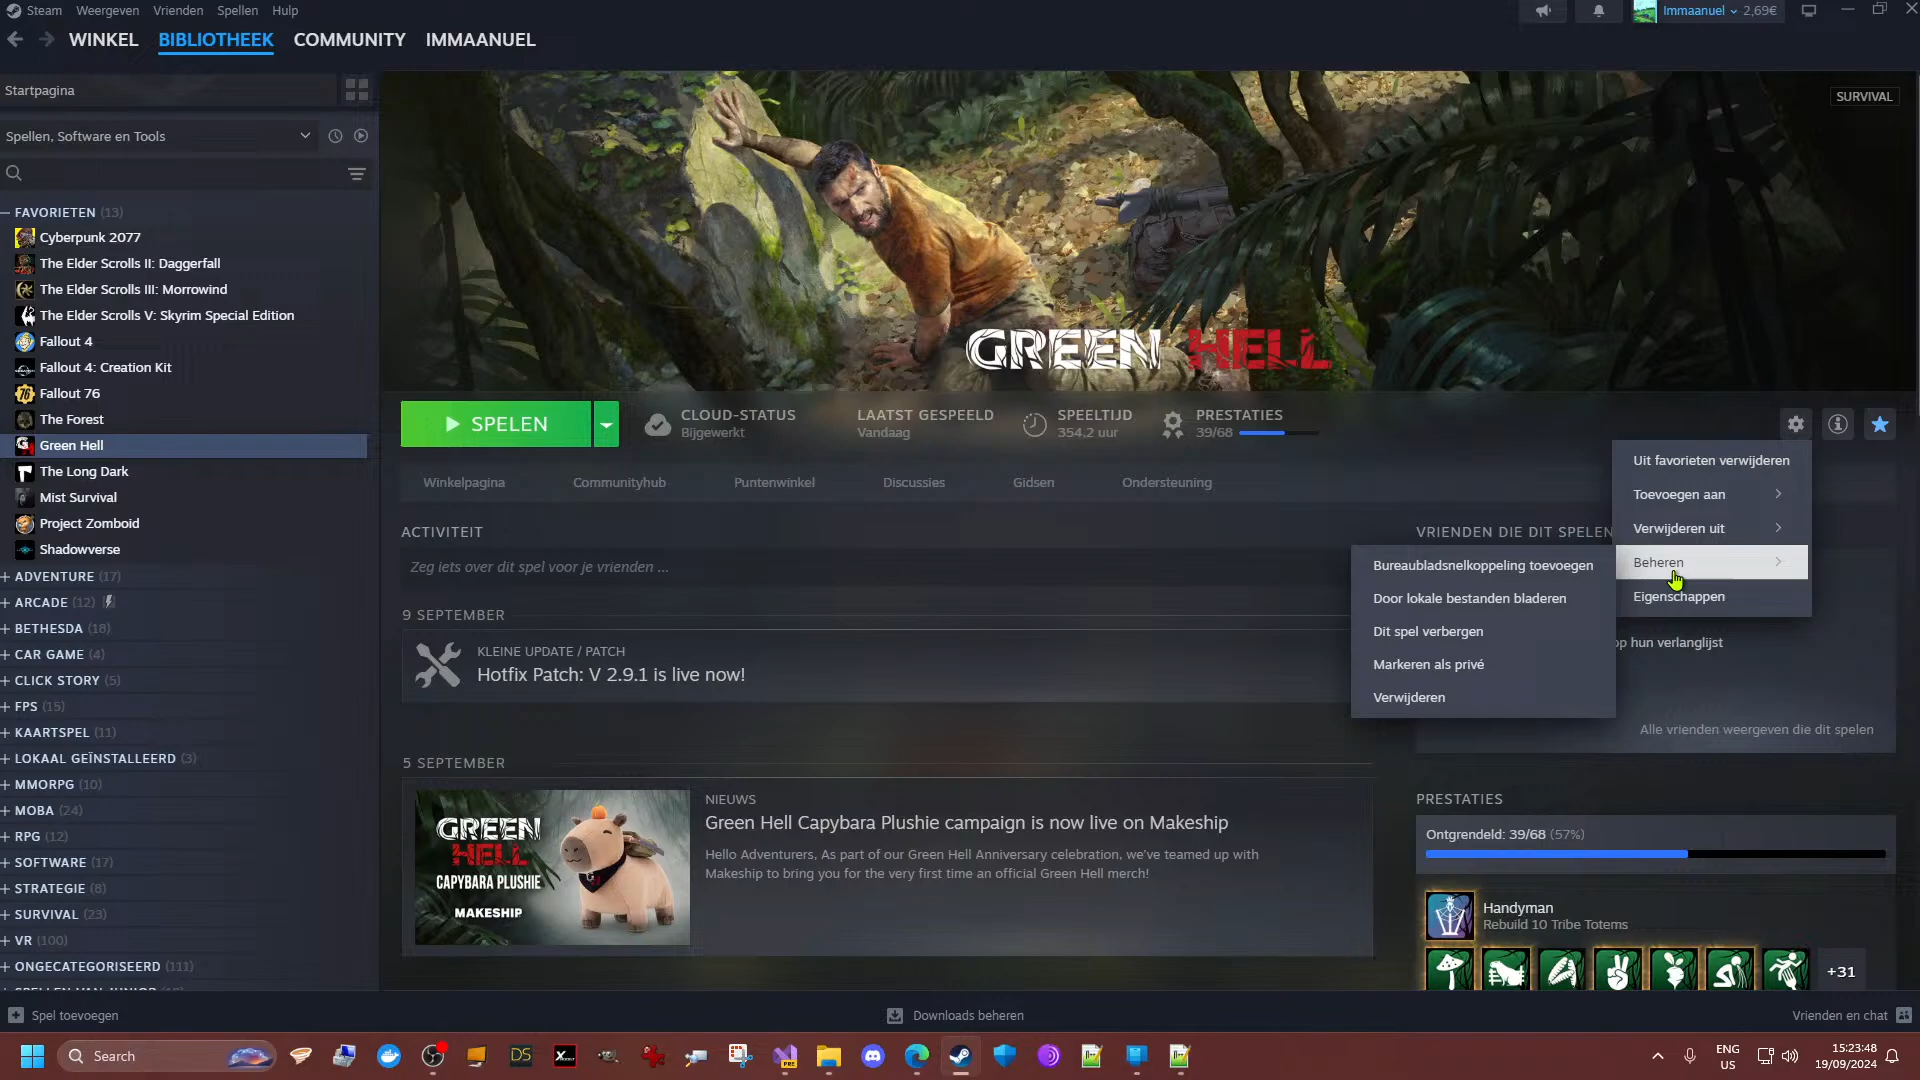 Steam Weergeven Vrienden Spellen Hulp
Immaanuel 2,69€
WINKEL BIBLIOTHEEK COMMUNITY IMMAANUEL
Startpagina
Spellen, Software en Tools
FAVORIETEN (13)
Cyberpunk 2077
The Elder Scrolls II: Daggerfall
The Elder Scrolls III: Morrowind
The Elder Scrolls V: Skyrim Special Edition
Fallout 4
Fallout 4: Creation Kit
Fallout 76
The Forest
Green Hell
The Long Dark
Mist Survival
Project Zomboid
Shadowverse
ADVENTURE (17)
ARCADE (12)
BETHESDA (18)
CAR GAME (4)
CLICK STORY (5)
FPS (15)
KAARTSPEL (11)
LOKAAL GEÏNSTALLEERD (3)
MMORPG (10)
MOBA (24)
RPG (12)
SOFTWARE (17)
STRATEGIE (8)
SURVIVAL (23)
VR (100)
ONGECATEGORISEERD (111)
SURVIVAL
GREEN HELL
SPELEN
CLOUD-STATUS
Bijgewerkt
LAATST GESPEELD
Vandaag
SPEELTIJD
354,2 uur
PRESTATIES
39/68
Winkelpagina Communityhub Puntenwinkel Discussies Gidsen Ondersteuning
Uit favorieten verwijderen
Toevoegen aan
Verwijderen uit
Beheren
Eigenschappen
Bureaubladsnelkoppeling toevoegen
Door lokale bestanden bladeren
Dit spel verbergen
Markeren als privé
Verwijderen
ACTIVITEIT
Zeg iets over dit spel voor je vrienden ...
9 SEPTEMBER
KLEINE UPDATE / PATCH
Hotfix Patch: V 2.9.1 is live now!
5 SEPTEMBER
GREEN
HELL
CAPYBARA PLUSHIE
MAKESHIP
NIEUWS
Green Hell Capybara Plushie campaign is now live on Makeship
Hello Adventurers, As part of our Green Hell Anniversary celebration, we've teamed up with
Makeship to bring you for the very first time an official Green Hell merch!
VRIENDEN DIE DIT SPELEN
op hun verlanglijst
Alle vrienden weergeven die dit spelen
PRESTATIES
Ontgrendeld: 39/68 (57%)
Handyman
Rebuild 10 Tribe Totems
+31
Spel toevoegen
Downloads beheren
Vrienden en chat
Search
DS
PRE
ENG
US
15:23:48
19/09/2024